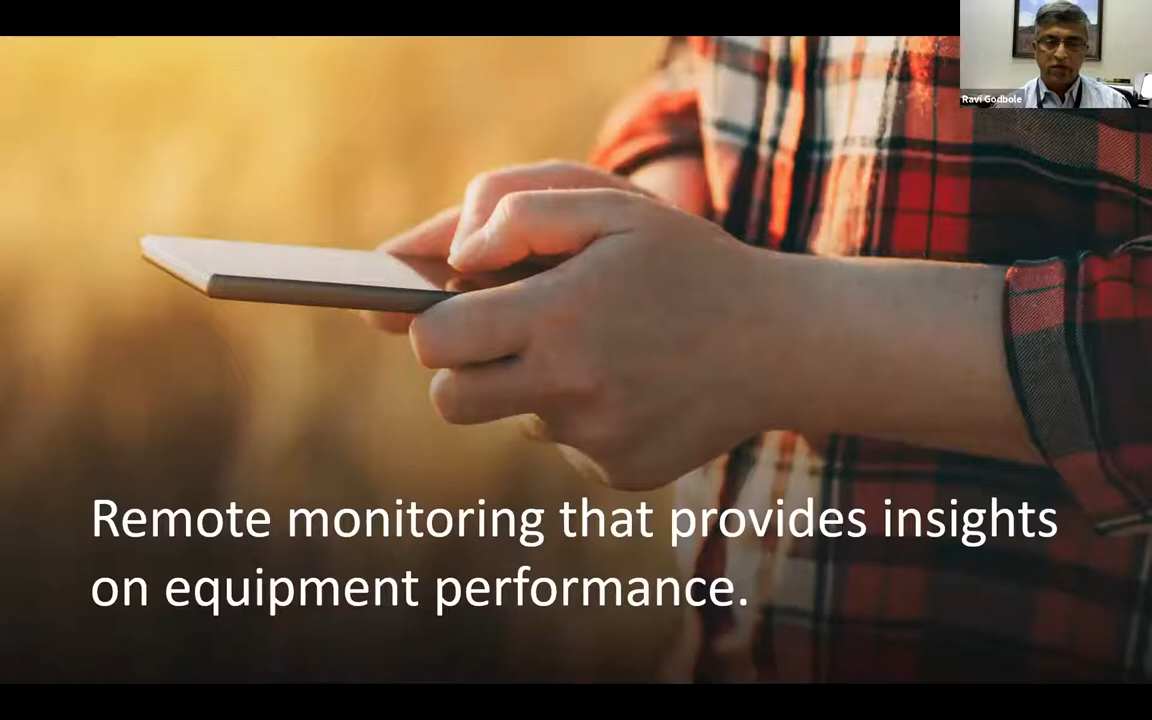 Ravi Godbole
Remote monitoring that provides insights
on equipment performance.